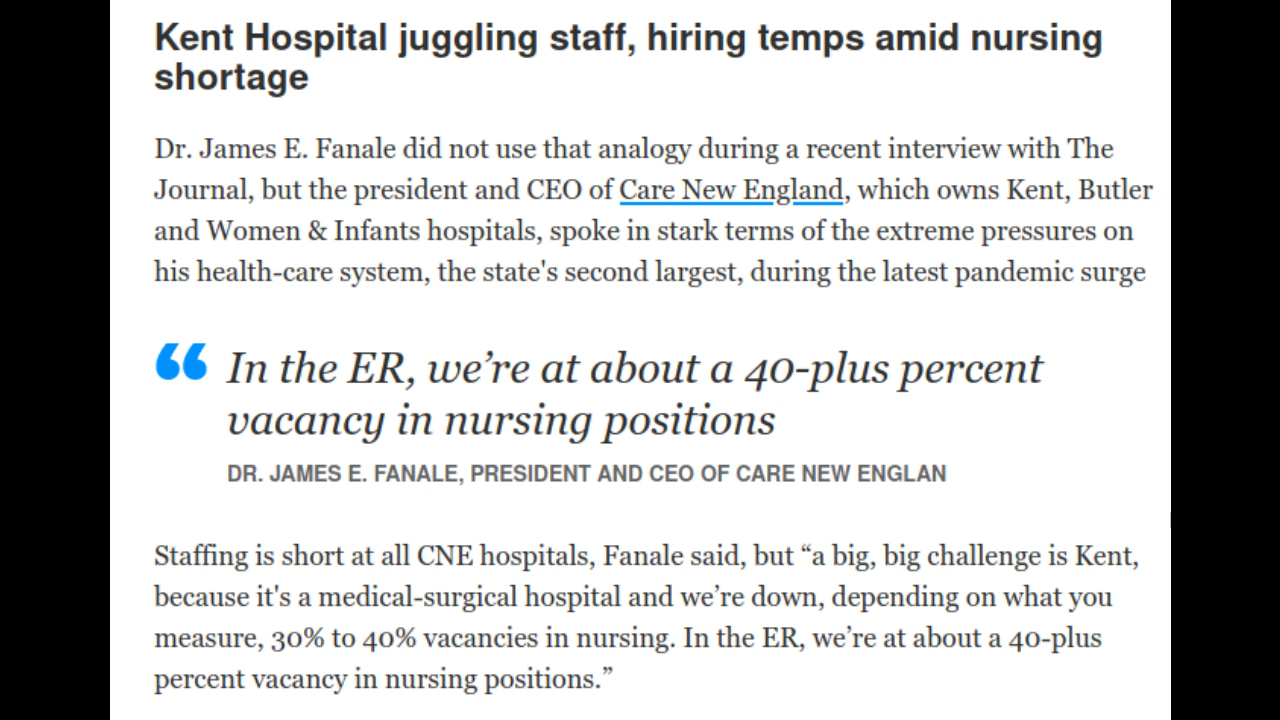 Kent Hospital juggling staff, hiring temps amid nursing
shortage
Dr. James E. Fanale did not use that analogy during a recent interview with The
Journal, but the president and CEO of Care New England, which owns Kent, Butler
and Women & Infants hospitals, spoke in stark terms of the extreme pressures on
his health-care system, the state's second largest, during the latest pandemic surge
“ In the ER, we’re at about a 40-plus percent
vacancy in nursing positions
DR. JAMES E. FANALE, PRESIDENT AND CEO OF CARE NEW ENGLAN
Staffing is short at all CNE hospitals, Fanale said, but “a big, big challenge is Kent,
because it's a medical-surgical hospital and we’re down, depending on what you
measure, 30% to 40% vacancies in nursing. In the ER, we’re at about a 40-plus
percent vacancy in nursing positions.”